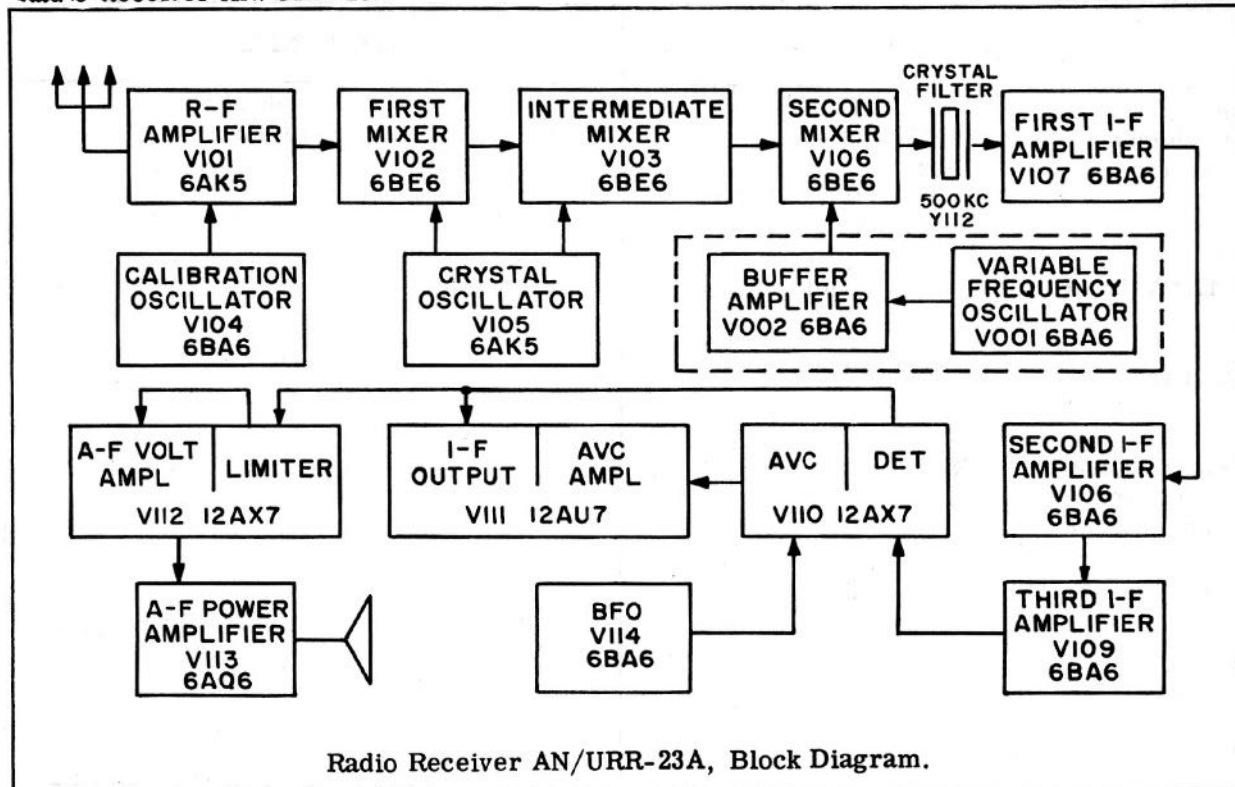 R-F
AMPLIFIER
V101
6AK5
FIRST
MIXER
V102
6BE6
INTERMEDIATE
MIXER
V103
6BE6
SECOND
MIXER
V106
6BE6
CRYSTAL
FILTER
500KC
Y112
FIRST I-F
AMPLIFIER
V107 6BA6
CALIBRATION
OSCILLATOR
V104
6BA6
CRYSTAL
OSCILLATOR
V105
6AK5
BUFFER
AMPLIFIER
V002 6BA6
VARIABLE
FREQUENCY
OSCILLATOR
V001 6BA6
A-F VOLT
AMPL
LIMITER
V112 12AX7
I-F
OUTPUT
AVC
AMPL
V111 12AU7
AVC
DET
V110 12AX7
SECOND I-F
AMPLIFIER
V106
6BA6
A-F POWER
AMPLIFIER
V113
6AQ6
BFO
V114
6BA6
THIRD I-F
AMPLIFIER
V109
6BA6
Radio Receiver AN/URR-23A, Block Diagram.